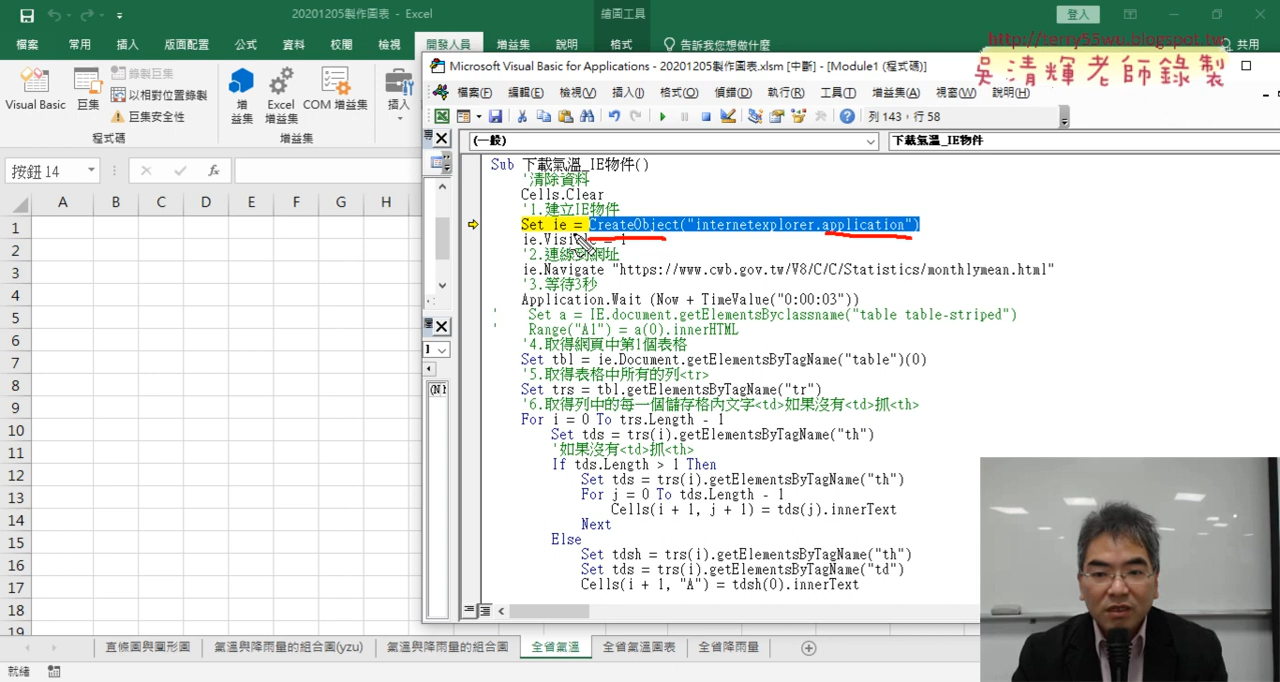 20201205製作圖表 - Excel
繪圖工具
登入
檔案 常用 插入 版面配置 公式 資料 校閱 檢視 開發人員 增益集 說明 格式 告訴我您想做什麼 共用
http://terry55wu.blogspot.tw
吳清輝老師錄製
Visual Basic
巨集
錄製巨集
以相對位置錄製
巨集安全性
程式碼
增益集
Excel 增益集
COM 增益集
增益集
插入
Microsoft Visual Basic for Applications - 20201205製作圖表.xlsm [中斷] - [Module1 (程式碼)]
檔案(F) 編輯(E) 檢視(V) 插入(I) 格式(O) 偵錯(D) 執行(R) 工具(T) 增益集(A) 視窗(W) 說明(H)
列 143，行 58
(一般)
下載氣溫_IE物件
按鈕 14
fx
A B C D E F G H
1
2
3
4
5
6
7
8
9
10
11
12
13
14
15
16
17
18
19
Sub 下載氣溫_IE物件()
'清除資料
Cells.Clear
'1.建立IE物件
Set ie = CreateObject("internetexplorer.application")
ie.Visible = 1
'2.連線到網址
ie.Navigate "https://www.cwb.gov.tw/V8/C/C/Statistics/monthlymean.html"
'3.等待3秒
Application.Wait (Now + TimeValue("0:00:03"))
' Set a = IE.document.getElementsByclassname("table table-striped")
' Range("A1") = a(0).innerHTML
'4.取得網頁中第1個表格
Set tbl = ie.Document.getElementsByTagName("table")(0)
'5.取得表格中所有的列<tr>
Set trs = tbl.getElementsByTagName("tr")
'6.取得列中的每一個儲存格內文字<td>如果沒有<td>抓<th>
For i = 0 To trs.Length - 1
Set tds = trs(i).getElementsByTagName("th")
'如果沒有<td>抓<th>
If tds.Length > 1 Then
Set tds = trs(i).getElementsByTagName("th")
For j = 0 To tds.Length - 1
Cells(i + 1, j + 1) = tds(j).innerText
Next
Else
Set tdsh = trs(i).getElementsByTagName("th")
Set tds = trs(i).getElementsByTagName("td")
Cells(i + 1, "A") = tdsh(0).innerText
直條圖與圖形圖 氣溫與降雨量的組合圖(yzu) 氣溫與降雨量的組合圖 全省氣溫 全省氣溫圖表 全省降雨量
就緒